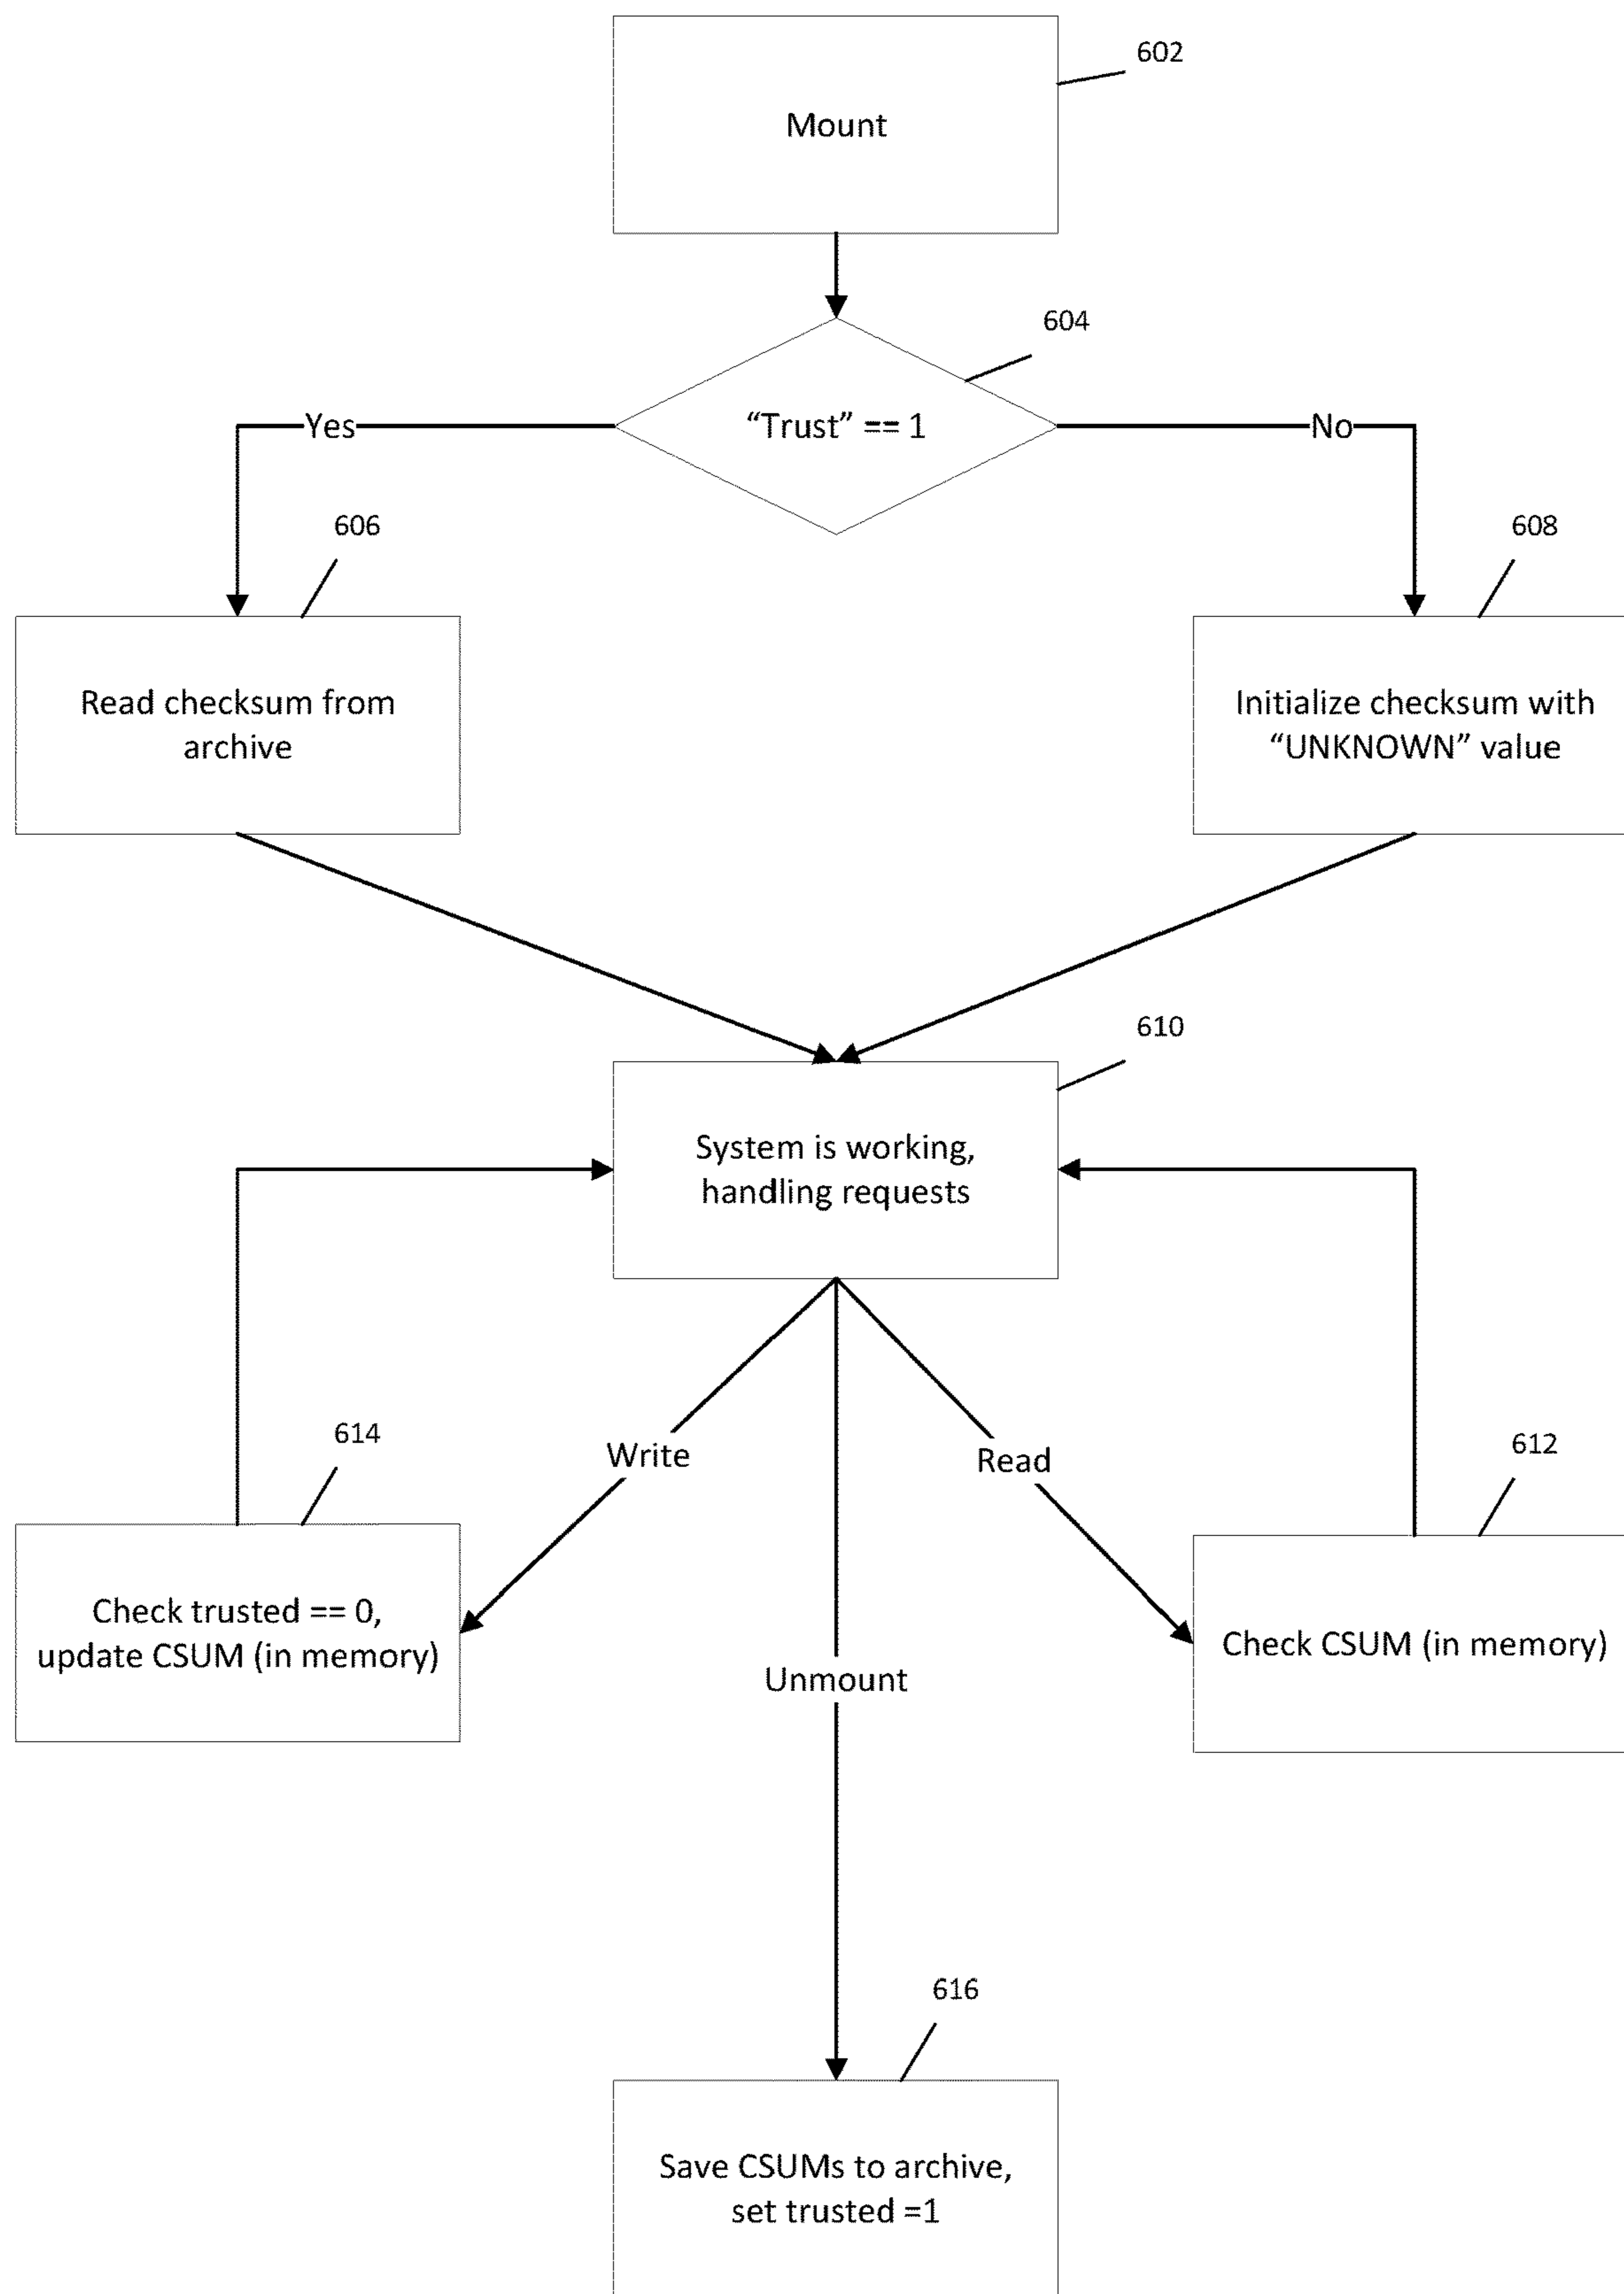 602
Mount
604
“Trust” == 1
Yes
No
606
608
Read checksum from
archive
Initialize checksum with
“UNKNOWN” value
610
System is working,
handling requests
614
Write
Read
612
Check trusted == 0,
update CSUM (in memory)
Check CSUM (in memory)
Unmount
616
Save CSUMs to archive,
set trusted =1